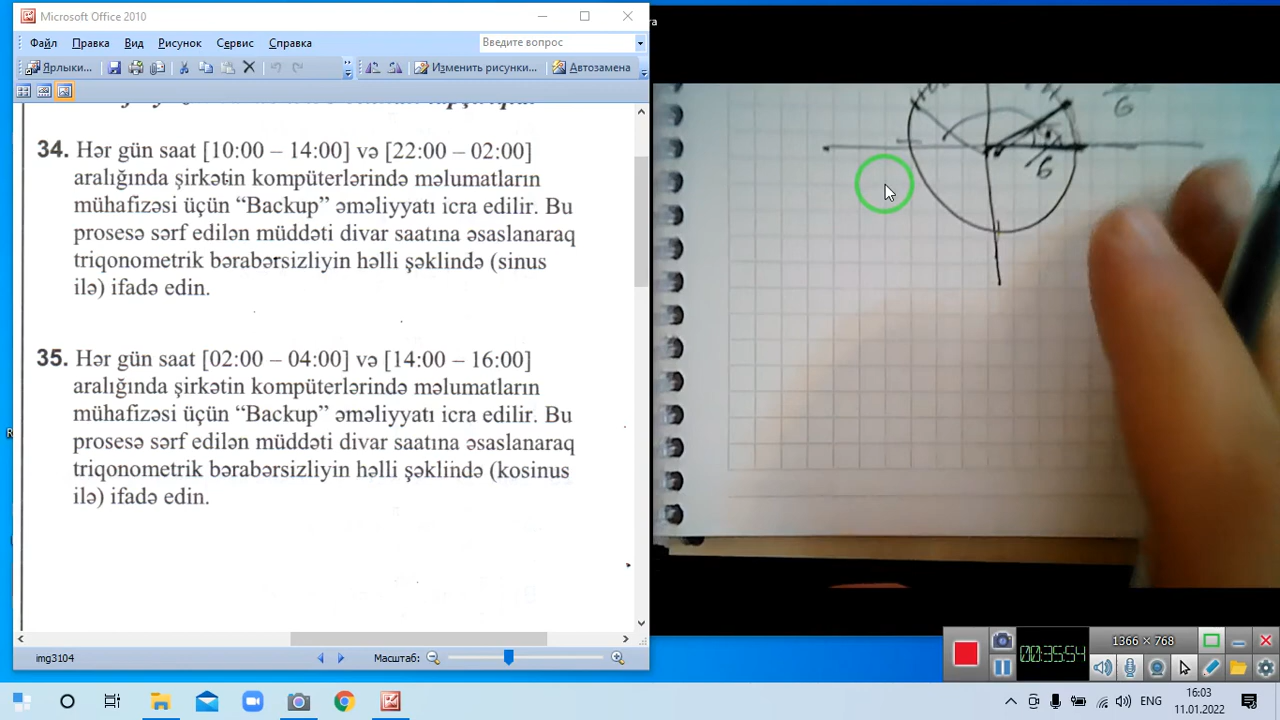 Microsoft Office 2010
Файл Правка Вид Рисунок Сервис Справка
Введите вопрос
Ярлыки...
Изменить рисунки...
Автозамена
34. Hər gün saat [10:00 – 14:00] və [22:00 – 02:00]
aralığında şirkətin kompüterlərində məlumatların
mühafizəsi üçün “Backup” əməliyyatı icra edilir. Bu
prosesə sərf edilən müddəti divar saatına əsaslanaraq
triqonometrik bərabərsizliyin həlli şəklində (sinus
ilə) ifadə edin.
35. Hər gün saat [02:00 – 04:00] və [14:00 – 16:00]
aralığında şirkətin kompüterlərində məlumatların
mühafizəsi üçün “Backup” əməliyyatı icra edilir. Bu
prosesə sərf edilən müddəti divar saatına əsaslanaraq
triqonometrik bərabərsizliyin həlli şəklində (kosinus
ilə) ifadə edin.
img3104
Масштаб:
6
6
1366 × 768
00:35:54
ENG
16:03
11.01.2022